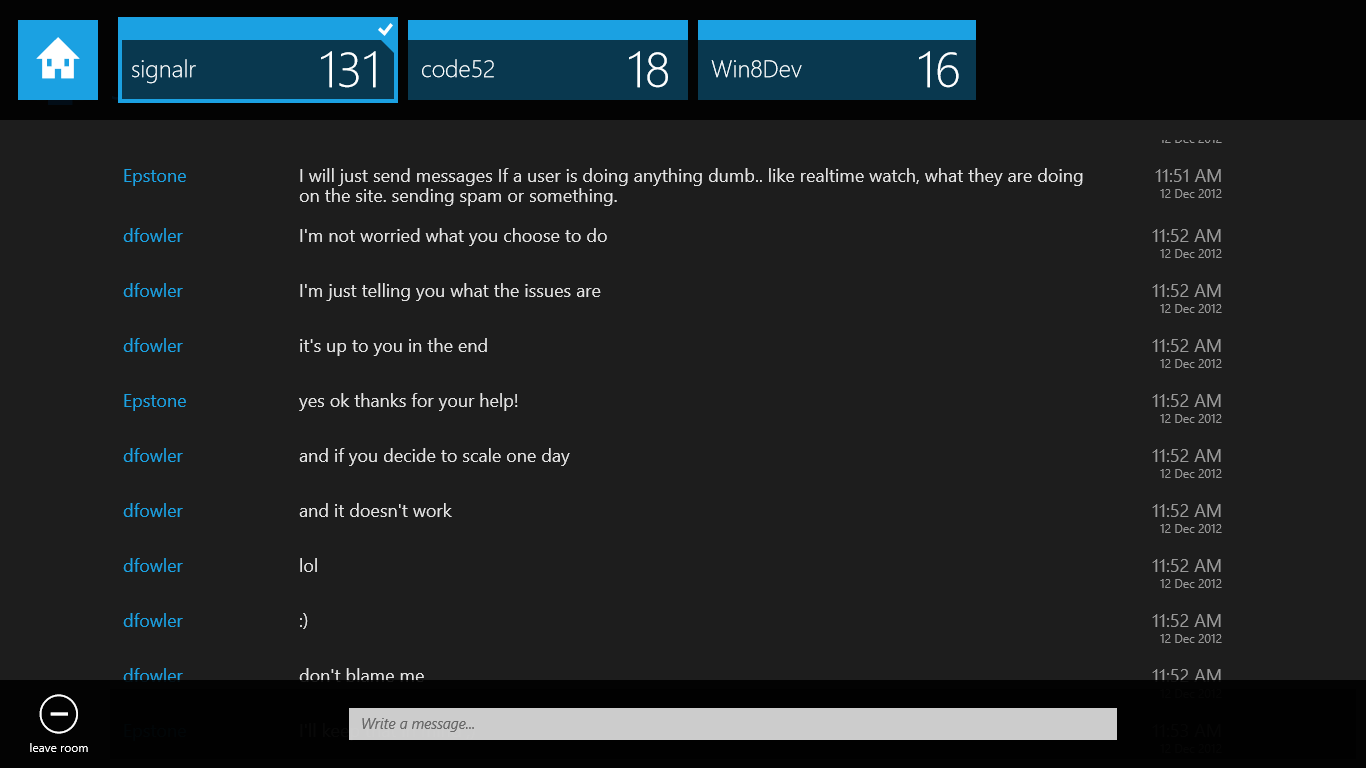 signalr 131 code52 18 Win8Dev 16
12 Dec 2012
Epstone I will just send messages If a user is doing anything dumb.. like realtime watch, what they are doing 11:51 AM
on the site. sending spam or something. 12 Dec 2012
dfowler I'm not worried what you choose to do 11:52 AM
12 Dec 2012
dfowler I'm just telling you what the issues are 11:52 AM
12 Dec 2012
dfowler it's up to you in the end 11:52 AM
12 Dec 2012
Epstone yes ok thanks for your help! 11:52 AM
12 Dec 2012
dfowler and if you decide to scale one day 11:52 AM
12 Dec 2012
dfowler and it doesn't work 11:52 AM
12 Dec 2012
dfowler lol 11:52 AM
12 Dec 2012
dfowler :) 11:52 AM
12 Dec 2012
dfowler don't blame me 11:52 AM
12 Dec 2012
Epstone I'll Write a message... 11:53 AM
leave room 12 Dec 2012